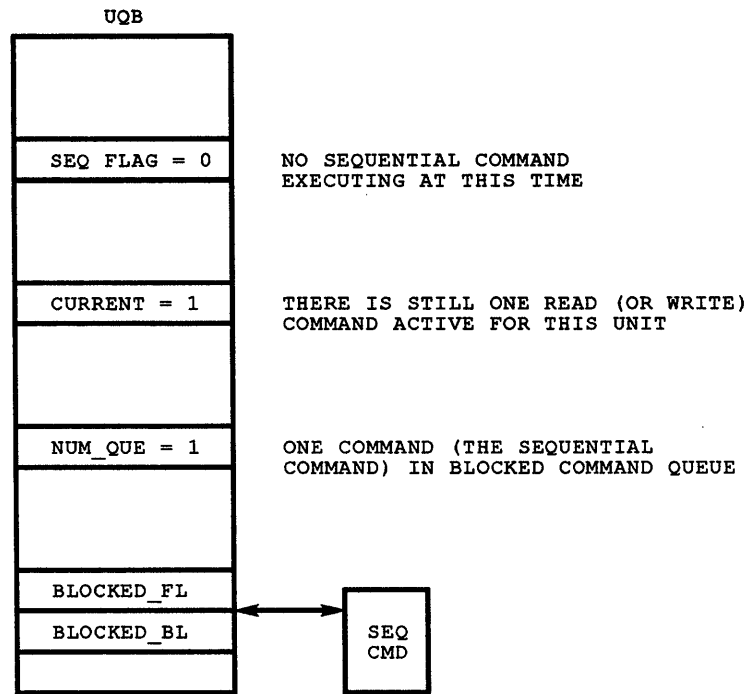 UQB
SEQ FLAG = 0
NO SEQUENTIAL COMMAND
EXECUTING AT THIS TIME
CURRENT = 1
THERE IS STILL ONE READ (OR WRITE)
COMMAND ACTIVE FOR THIS UNIT
NUM_QUE = 1
ONE COMMAND (THE SEQUENTIAL
COMMAND) IN BLOCKED COMMAND QUEUE
BLOCKED_FL
BLOCKED_BL
SEQ
CMD